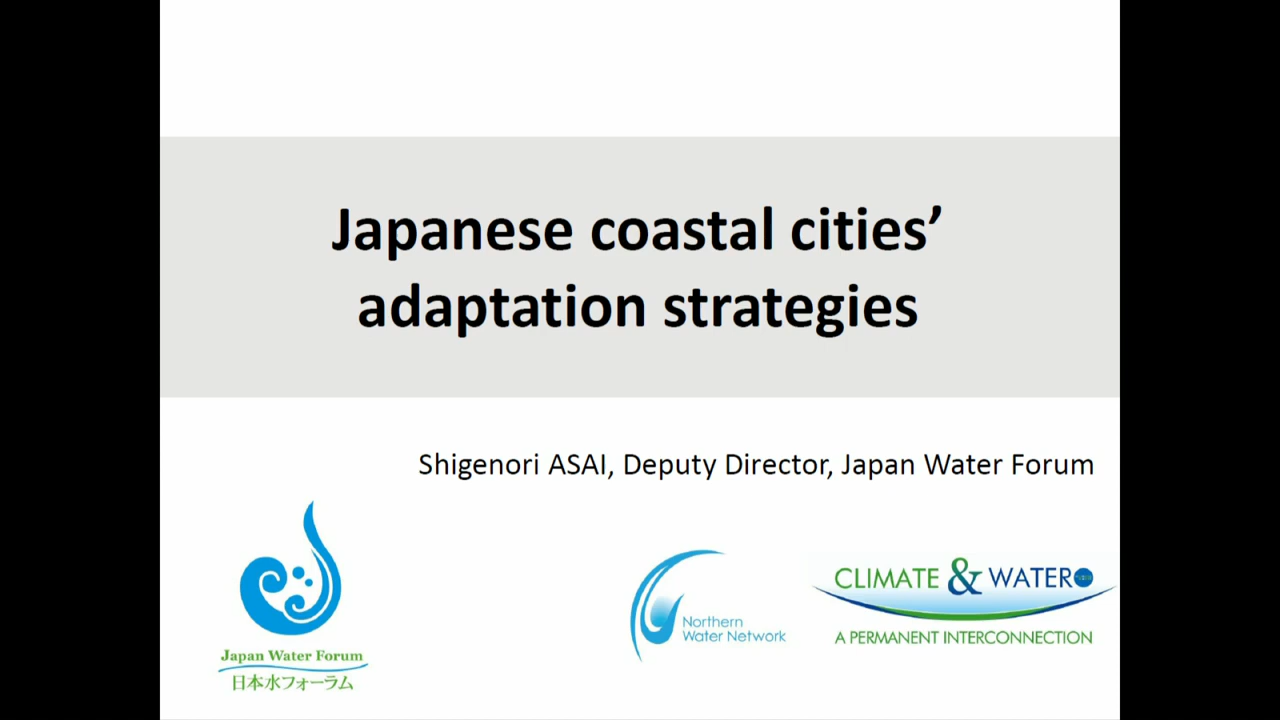 Japanese coastal cities’
adaptation strategies
Shigenori ASAI, Deputy Director, Japan Water Forum
Japan Water Forum
日本水フォーラム
Northern
Water Network
CLIMATE & WATER
A PERMANENT INTERCONNECTION